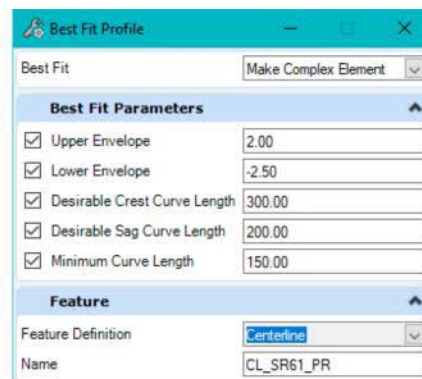 Best Fit Profile
Best Fit Make Complex Element
Best Fit Parameters
Upper Envelope 2.00
Lower Envelope -2.50
Desirable Crest Curve Length 300.00
Desirable Sag Curve Length 200.00
Minimum Curve Length 150.00
Feature
Feature Definition Centerline
Name CL_SR61_PR